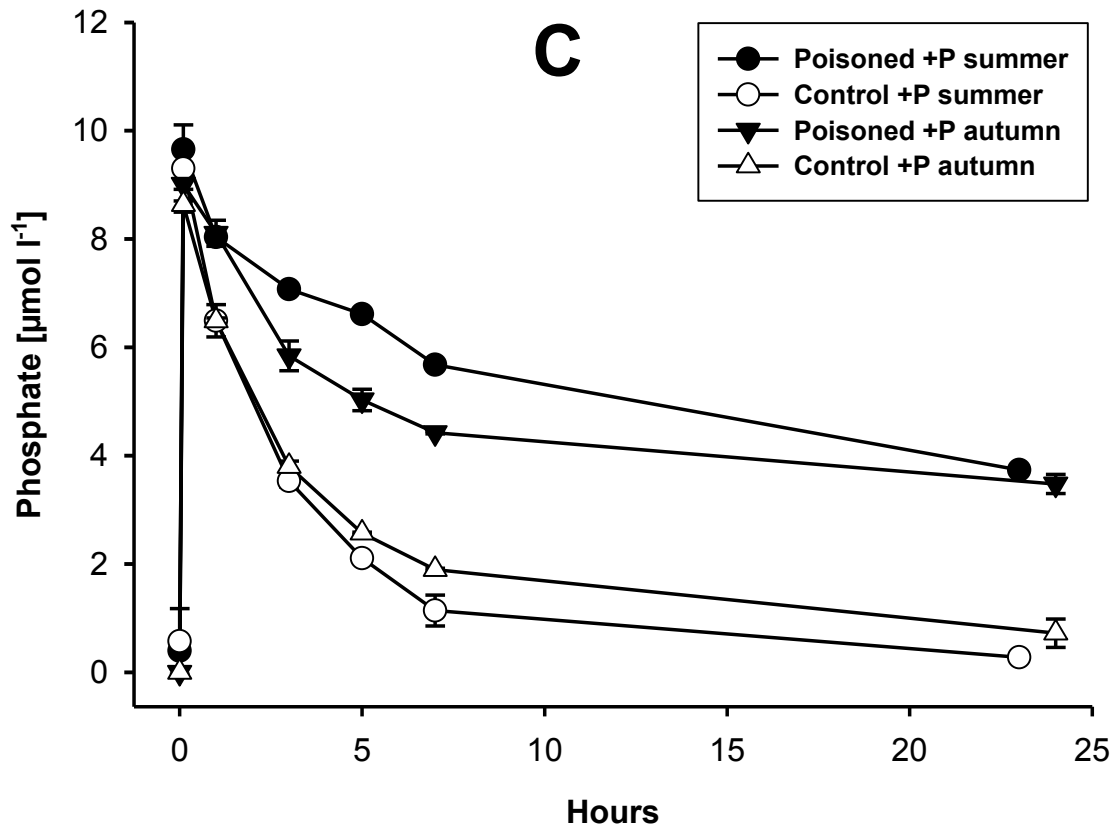 C
Poisoned +P summer
Control +P summer
Poisoned +P autumn
Control +P autumn
Phosphate [µmol l⁻¹]
12
10
8
6
4
2
0
0 5 10 15 20 25
Hours